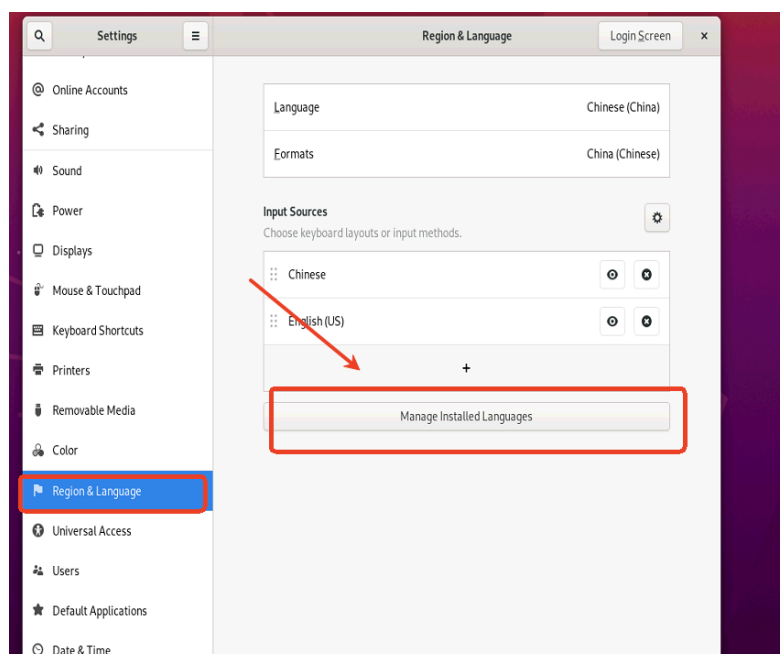 Settings
Region & Language
Login Screen
Online Accounts
Sharing
Sound
Power
Displays
Mouse & Touchpad
Keyboard Shortcuts
Printers
Removable Media
Color
Region & Language
Universal Access
Users
Default Applications
Date & Time
Language
Chinese (China)
Formats
China (Chinese)
Input Sources
Choose keyboard layouts or input methods.
Chinese
English (US)
+
Manage Installed Languages